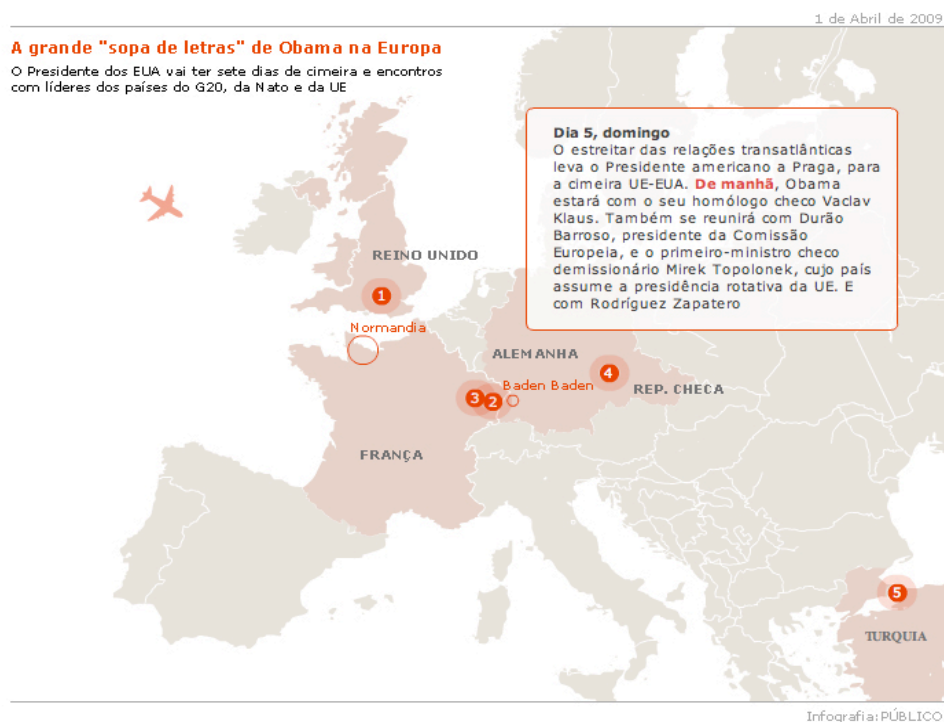 1 de Abril de 2009
A grande "sopa de letras" de Obama na Europa
O Presidente dos EUA vai ter sete dias de cimeira e encontros
com líderes dos países do G20, da Nato e da UE
Dia 5, domingo
O estreitar das relações transatlânticas
leva o Presidente americano a Praga, para
a cimeira UE-EUA. De manhã, Obama
estará com o seu homólogo checo Vaclav
Klaus. Também se reunirá com Durão
Barroso, presidente da Comissão
Europeia, e o primeiro-ministro checo
demissionário Mirek Topolonek, cujo país
assume a presidência rotativa da UE. E
com Rodríguez Zapatero
REINO UNIDO
1
Normandia
ALEMANHA
4
Baden Baden
REP. CHECA
3
2
FRANÇA
5
TURQUIA
Infografia:PÚBLICO